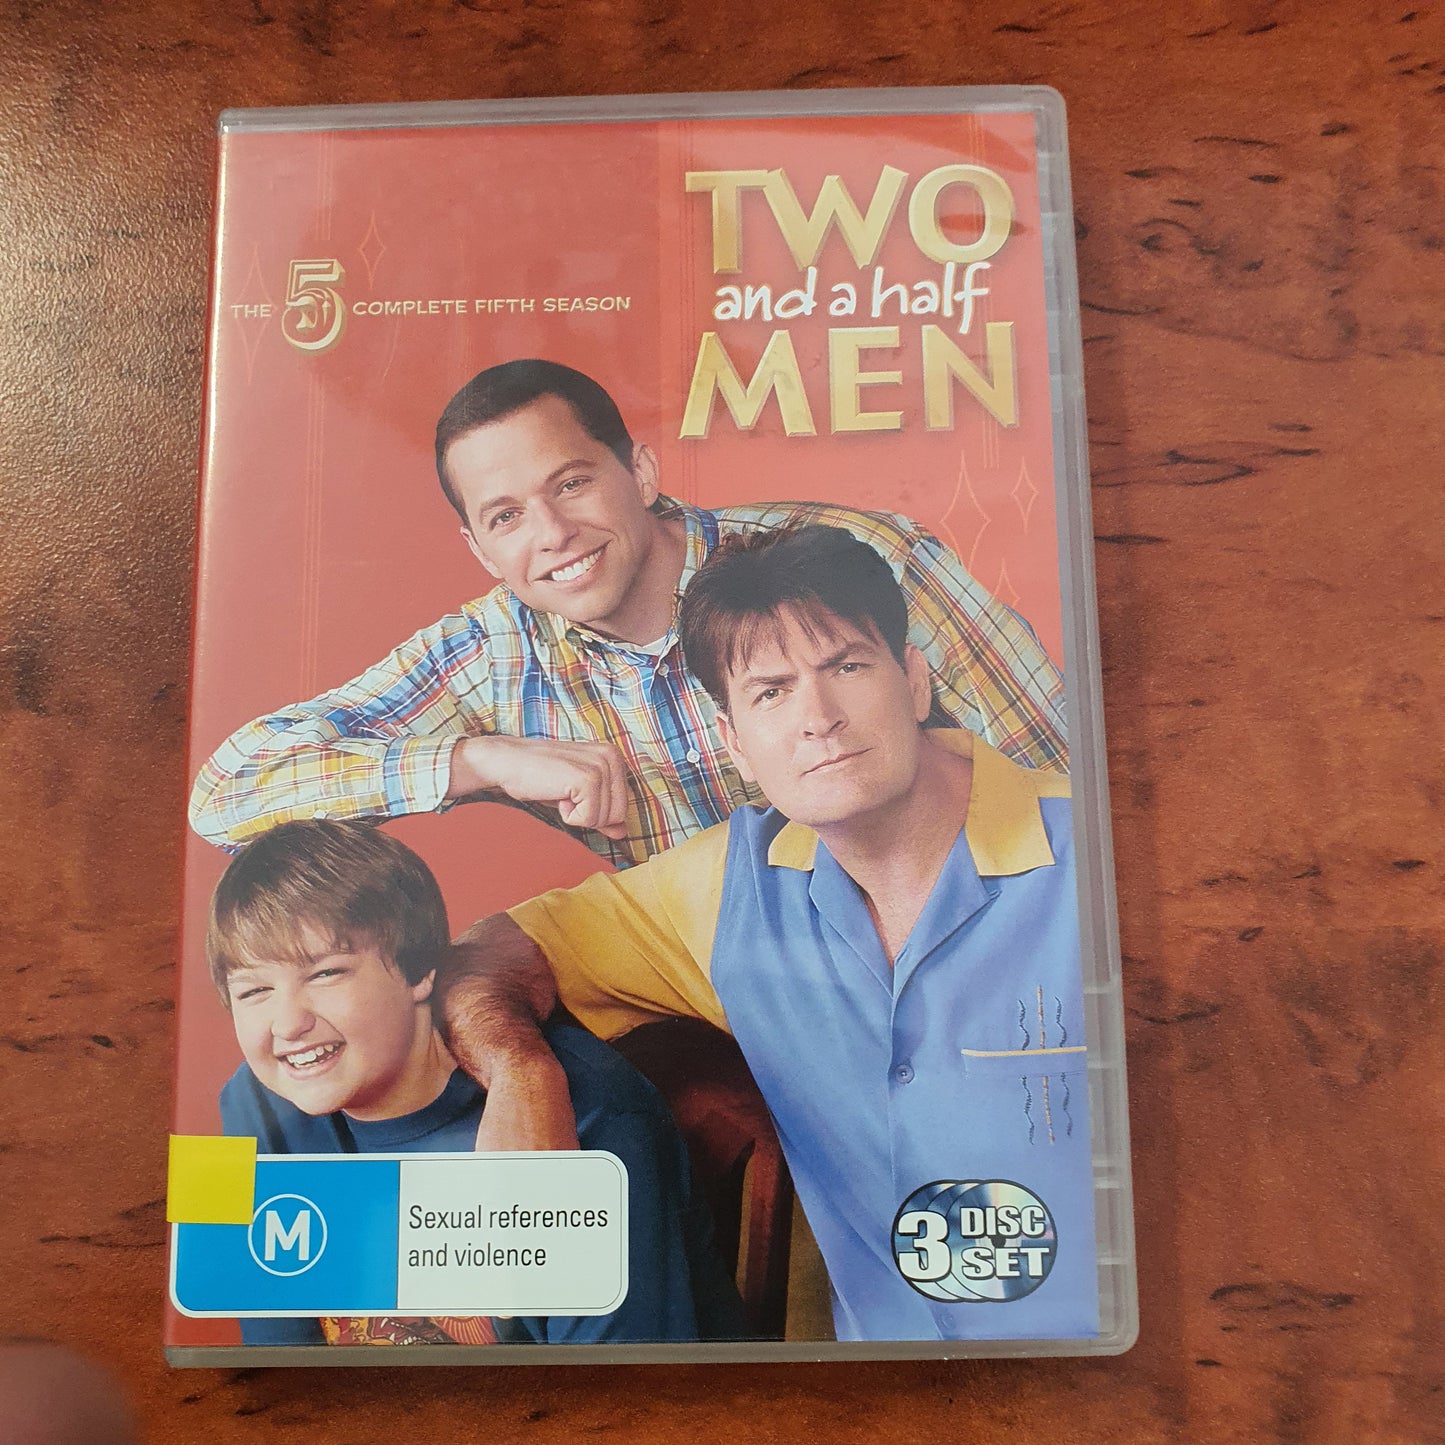 TWO
and a half
MEN
THE 5 COMPLETE FIFTH SEASON
M
Sexual references
and violence
3 DISC
SET